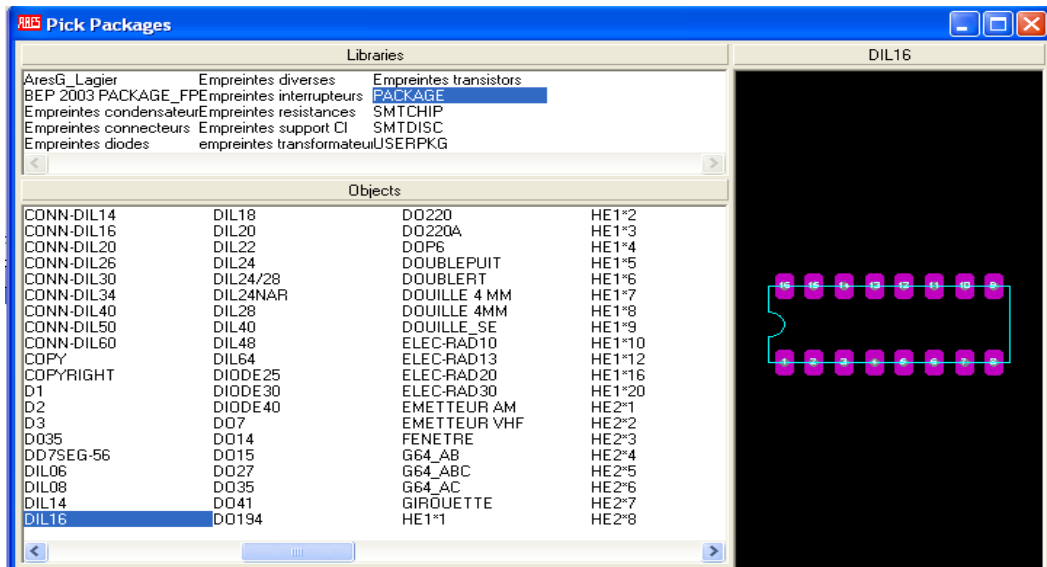 ARES Pick Packages
Libraries
DIL16
AresG_Lagier Empreintes diverses Empreintes transistors
BEP 2003 PACKAGE_FP Empreintes interrupteurs PACKAGE
Empreintes condensateur Empreintes resistances SMTCHIP
Empreintes connecteurs Empreintes support CI SMTDISC
Empreintes diodes empreintes transformateu USERPKG
Objects
CONN-DIL14 DIL18 DO220 HE1*2
CONN-DIL16 DIL20 DO220A HE1*3
CONN-DIL20 DIL22 DOP6 HE1*4
CONN-DIL26 DIL24 DOUBLEPUIT HE1*5
CONN-DIL30 DIL24/28 DOUBLERT HE1*6
CONN-DIL34 DIL24NAR DOUILLE 4 MM HE1*7
CONN-DIL40 DIL28 DOUILLE 4MM HE1*8
CONN-DIL50 DIL40 DOUILLE_SE HE1*9
CONN-DIL60 DIL48 ELEC-RAD10 HE1*10
COPY DIL64 ELEC-RAD13 HE1*12
COPYRIGHT DIODE25 ELEC-RAD20 HE1*16
D1 DIODE30 ELEC-RAD30 HE1*20
D2 DIODE40 EMETTEUR AM HE2*1
D3 DO7 EMETTEUR VHF HE2*2
D035 DO14 FENETRE HE2*3
DD7SEG-56 DO15 G64_AB HE2*4
DIL06 DO27 G64_ABC HE2*5
DIL08 DO35 G64_AC HE2*6
DIL14 DO41 GIROUETTE HE2*7
DIL16 DO194 HE1*1 HE2*8
16 15 14 13 12 11 10 9
1 2 3 4 5 6 7 8